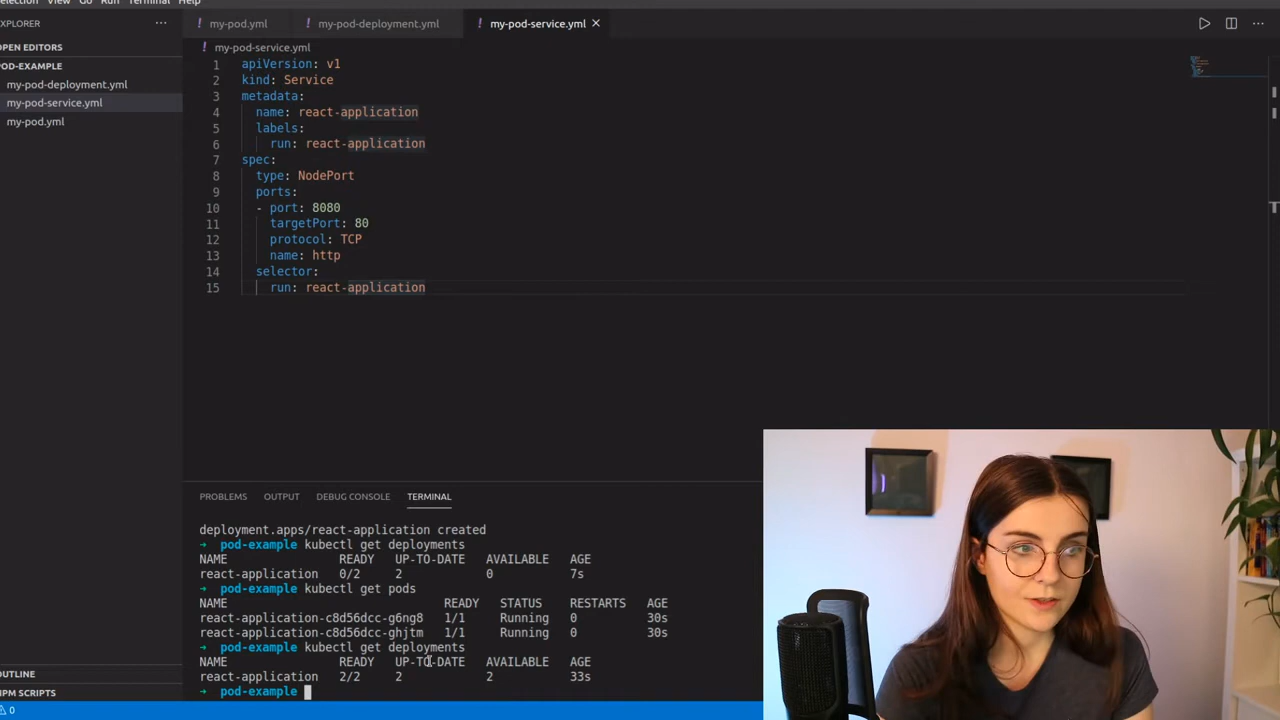 Selection View Go Run Terminal Help
EXPLORER
my-pod.yml
my-pod-deployment.yml
my-pod-service.yml
OPEN EDITORS
POD-EXAMPLE
my-pod-deployment.yml
my-pod-service.yml
my-pod.yml
OUTLINE
NPM SCRIPTS
0
my-pod-service.yml
1 apiVersion: v1
2 kind: Service
3 metadata:
4 name: react-application
5 labels:
6 run: react-application
7 spec:
8 type: NodePort
9 ports:
10 - port: 8080
11 targetPort: 80
12 protocol: TCP
13 name: http
14 selector:
15 run: react-application
PROBLEMS OUTPUT DEBUG CONSOLE TERMINAL
deployment.apps/react-application created
→ pod-example kubectl get deployments
NAME READY UP-TO-DATE AVAILABLE AGE
react-application 0/2 2 0 7s
→ pod-example kubectl get pods
NAME READY STATUS RESTARTS AGE
react-application-c8d56dcc-g6ng8 1/1 Running 0 30s
react-application-c8d56dcc-ghjtm 1/1 Running 0 30s
→ pod-example kubectl get deployments
NAME READY UP-TO-DATE AVAILABLE AGE
react-application 2/2 2 2 33s
→ pod-example